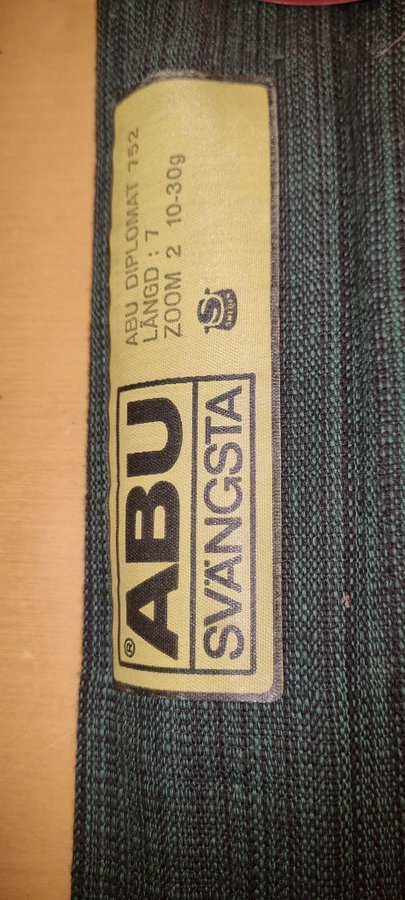 ABU DIPLOMAT 752
LÄNGD : 7
ZOOM 2 10-30g
®ABU
SVÄNGSTA